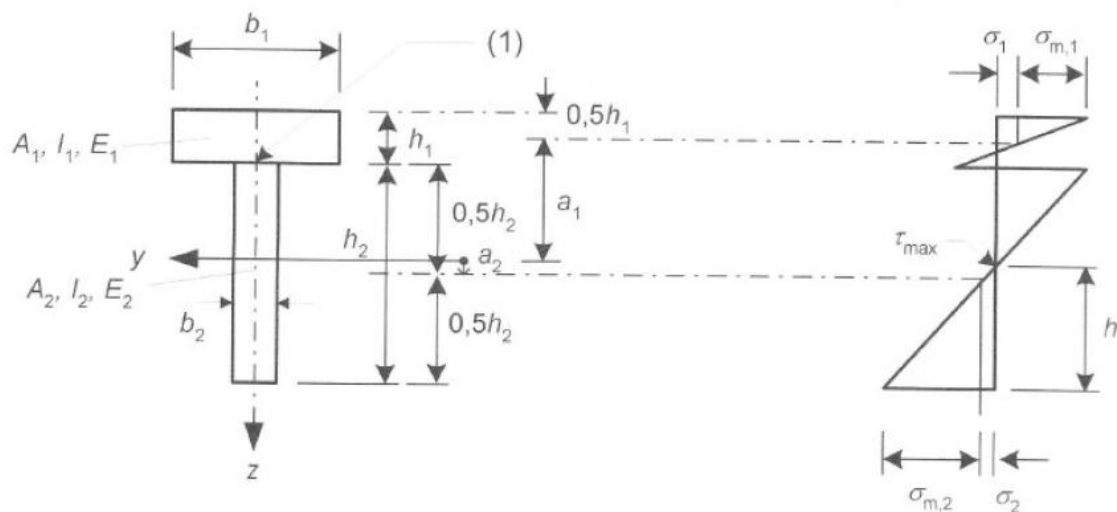 b₁
(1)
σ₁
σm,1
0,5h₁
A₁, I₁, E₁
h₁
a₁
0,5h₂
h₂
y
a₂
τmax
A₂, I₂, E₂
b₂
0,5h₂
h
z
σm,2
σ₂